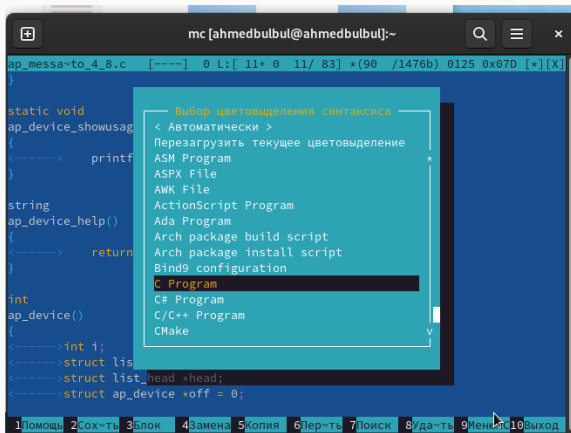 mc [ahmedbulbul@ahmedbulbul]:~
ap_messa~to_4_8.c [----] 0 L:[ 11+ 0 11/ 83] *(90 /1476b) 0125 0x07D [*][X]
}
static void
ap_device_showusag
{
<------> printf
}
string
ap_device_help()
{
<------> return
}
int
ap_device()
{
<------>int i;
<------>struct lis
<------>struct list_head *head;
<------>struct ap_device *off = 0;
Выбор цветовыделения синтаксиса
< Автоматически >
Перезагрузить текущее цветовыделение
ASM Program
ASPX File
AWK File
ActionScript Program
Ada Program
Arch package build script
Arch package install script
Bind9 configuration
C Program
C# Program
C/C++ Program
CMake
1Помощь 2Сох~ть 3Блок 4Замена 5Копия 6Пер~ть 7Поиск 8Уда~ть 9МенюMC10Выход